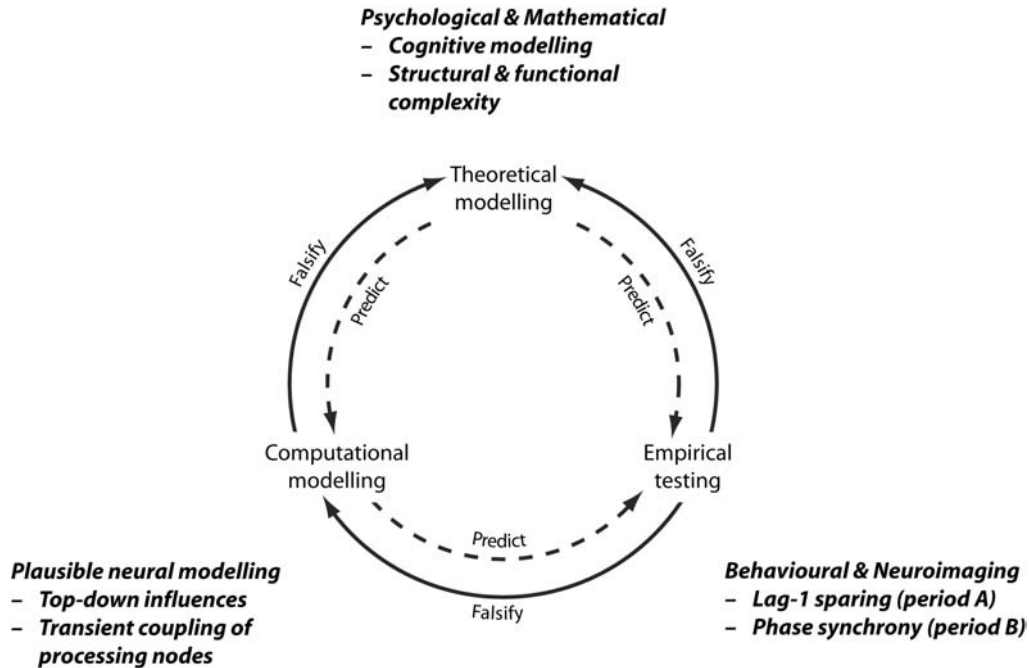 Psychological & Mathematical
– Cognitive modelling
– Structural & functional
complexity
Theoretical
modelling
Falsify
Falsify
Predict
Predict
Computational
modelling
Empirical
testing
Predict
Falsify
Plausible neural modelling
– Top-down influences
– Transient coupling of
processing nodes
Behavioural & Neuroimaging
– Lag-1 sparing (period A)
– Phase synchrony (period B)